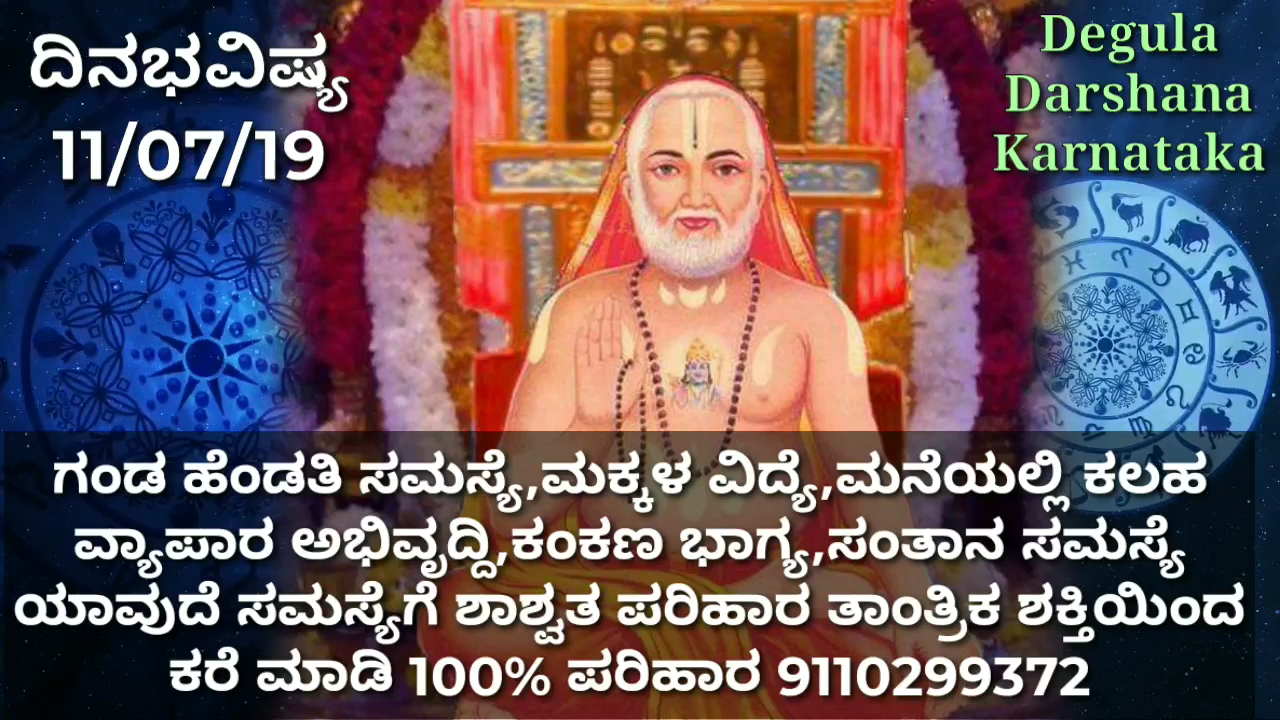 ದಿನಭವಿಷ್ಯ
11/07/19
Degula
Darshana
Karnataka
ಗಂಡ ಹೆಂಡತಿ ಸಮಸ್ಯೆ,ಮಕ್ಕಳ ವಿದ್ಯೆ,ಮನೆಯಲ್ಲಿ ಕಲಹ
ವ್ಯಾಪಾರ ಅಭಿವೃದ್ದಿ,ಕಂಕಣ ಭಾಗ್ಯ,ಸಂತಾನ ಸಮಸ್ಯೆ
ಯಾವುದೆ ಸಮಸ್ಯೆಗೆ ಶಾಶ್ವತ ಪರಿಹಾರ ತಾಂತ್ರಿಕ ಶಕ್ತಿಯಿಂದ
ಕರೆ ಮಾಡಿ 100% ಪರಿಹಾರ 9110299372